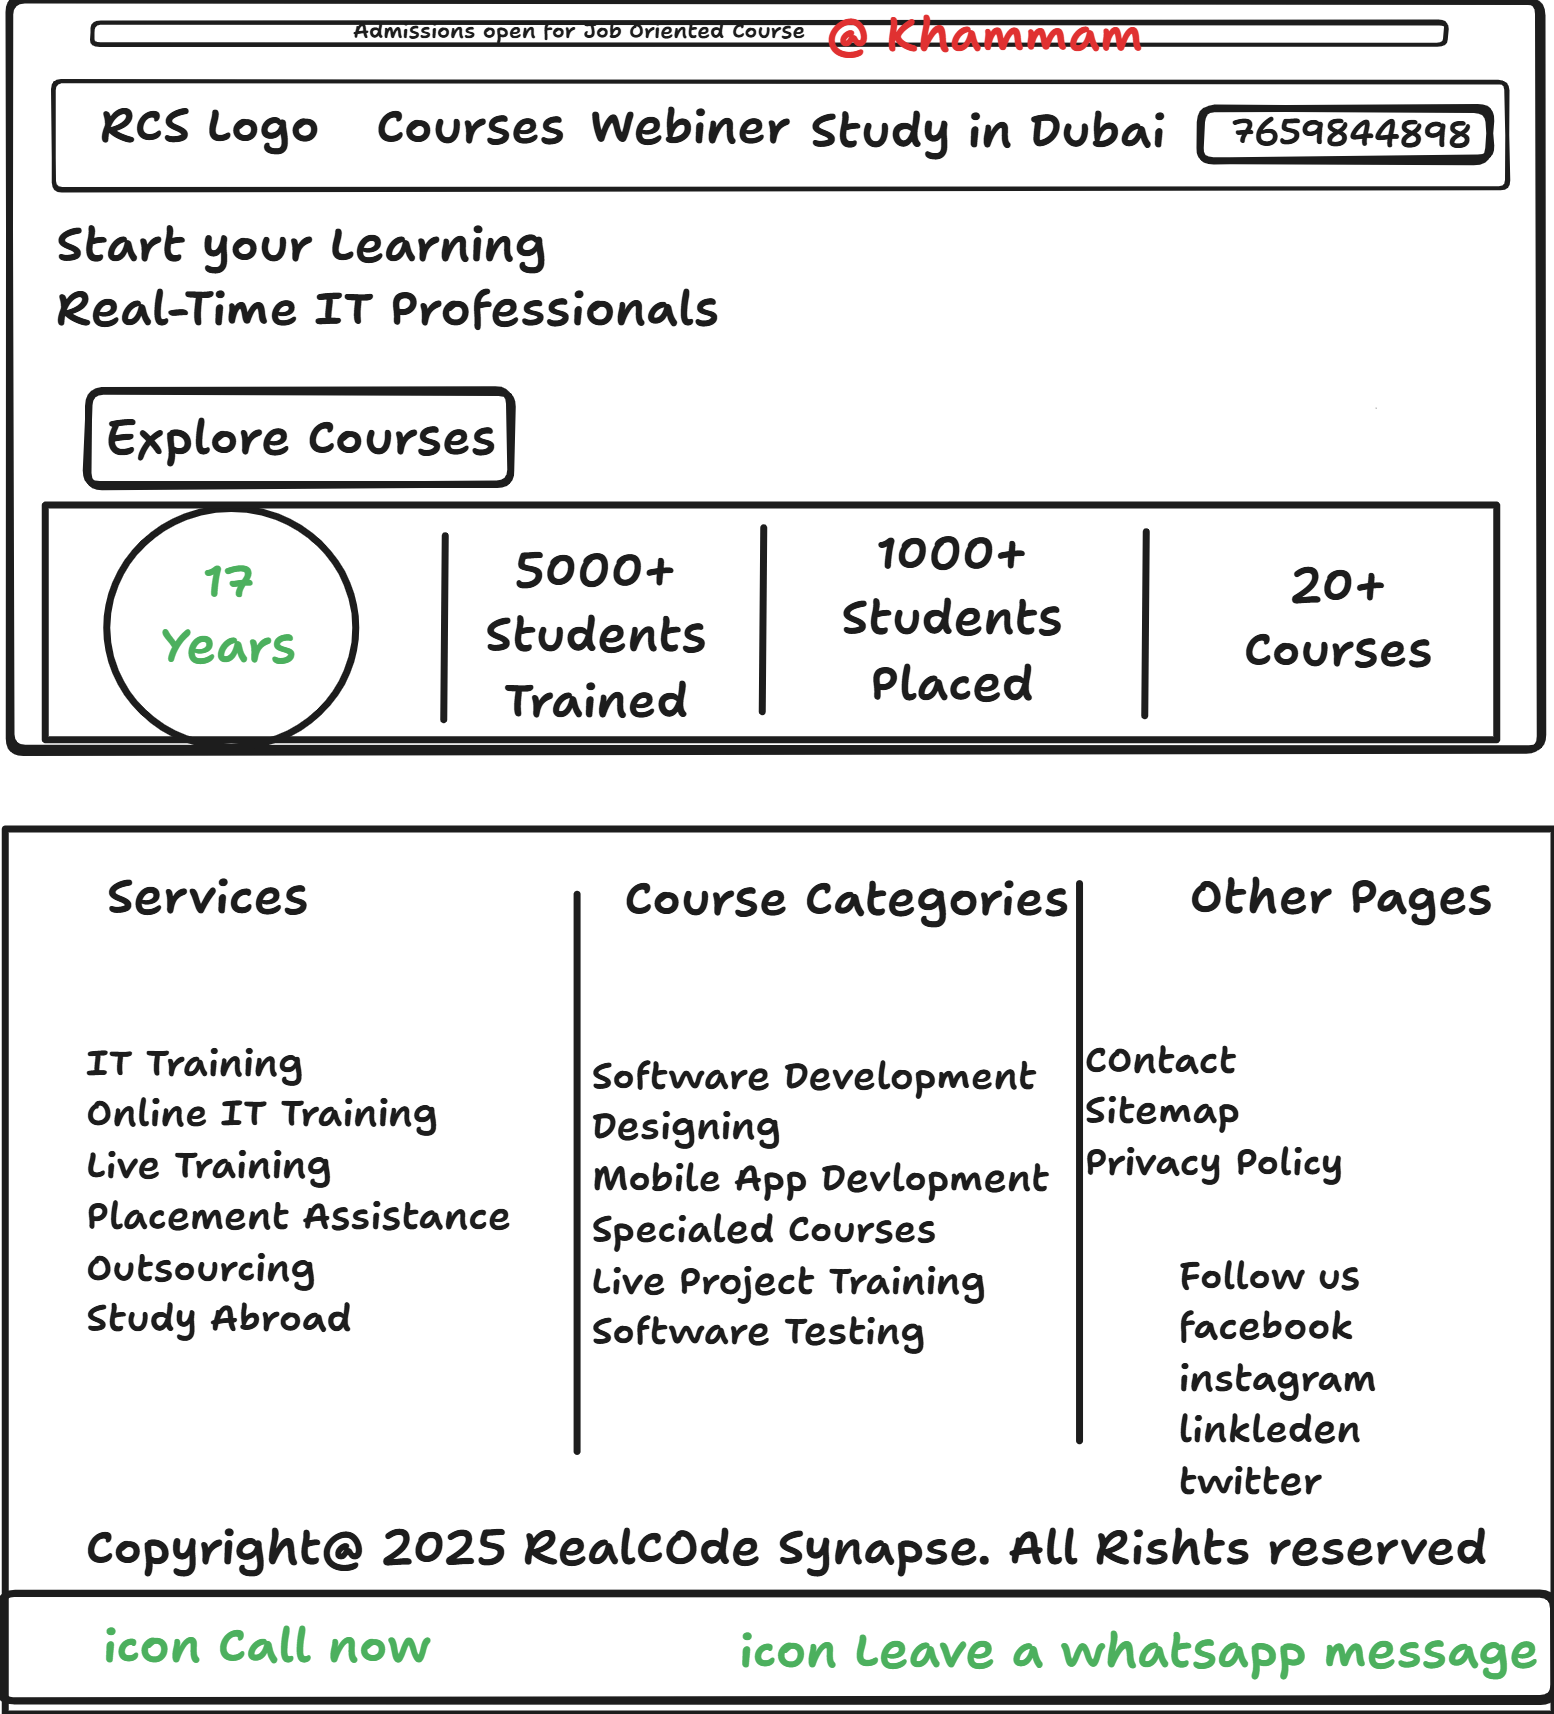 Admissions open for Job Oriented Course @ Khammam
RCS Logo Courses Webiner Study in Dubai 7659844898
Start your Learning
Real-Time IT Professionals
Explore Courses
17
Years
5000+
Students
Trained
1000+
Students
Placed
20+
Courses
Services
IT Training
Online IT Training
Live Training
Placement Assistance
Outsourcing
Study Abroad
Course Categories
Software Development
Designing
Mobile App Devlopment
Specialed Courses
Live Project Training
Software Testing
Other Pages
COntact
Sitemap
Privacy Policy
Follow us
facebook
instagram
linkleden
twitter
Copyright@ 2025 RealCOde Synapse. All Rishts reserved
icon Call now
icon Leave a whatsapp message